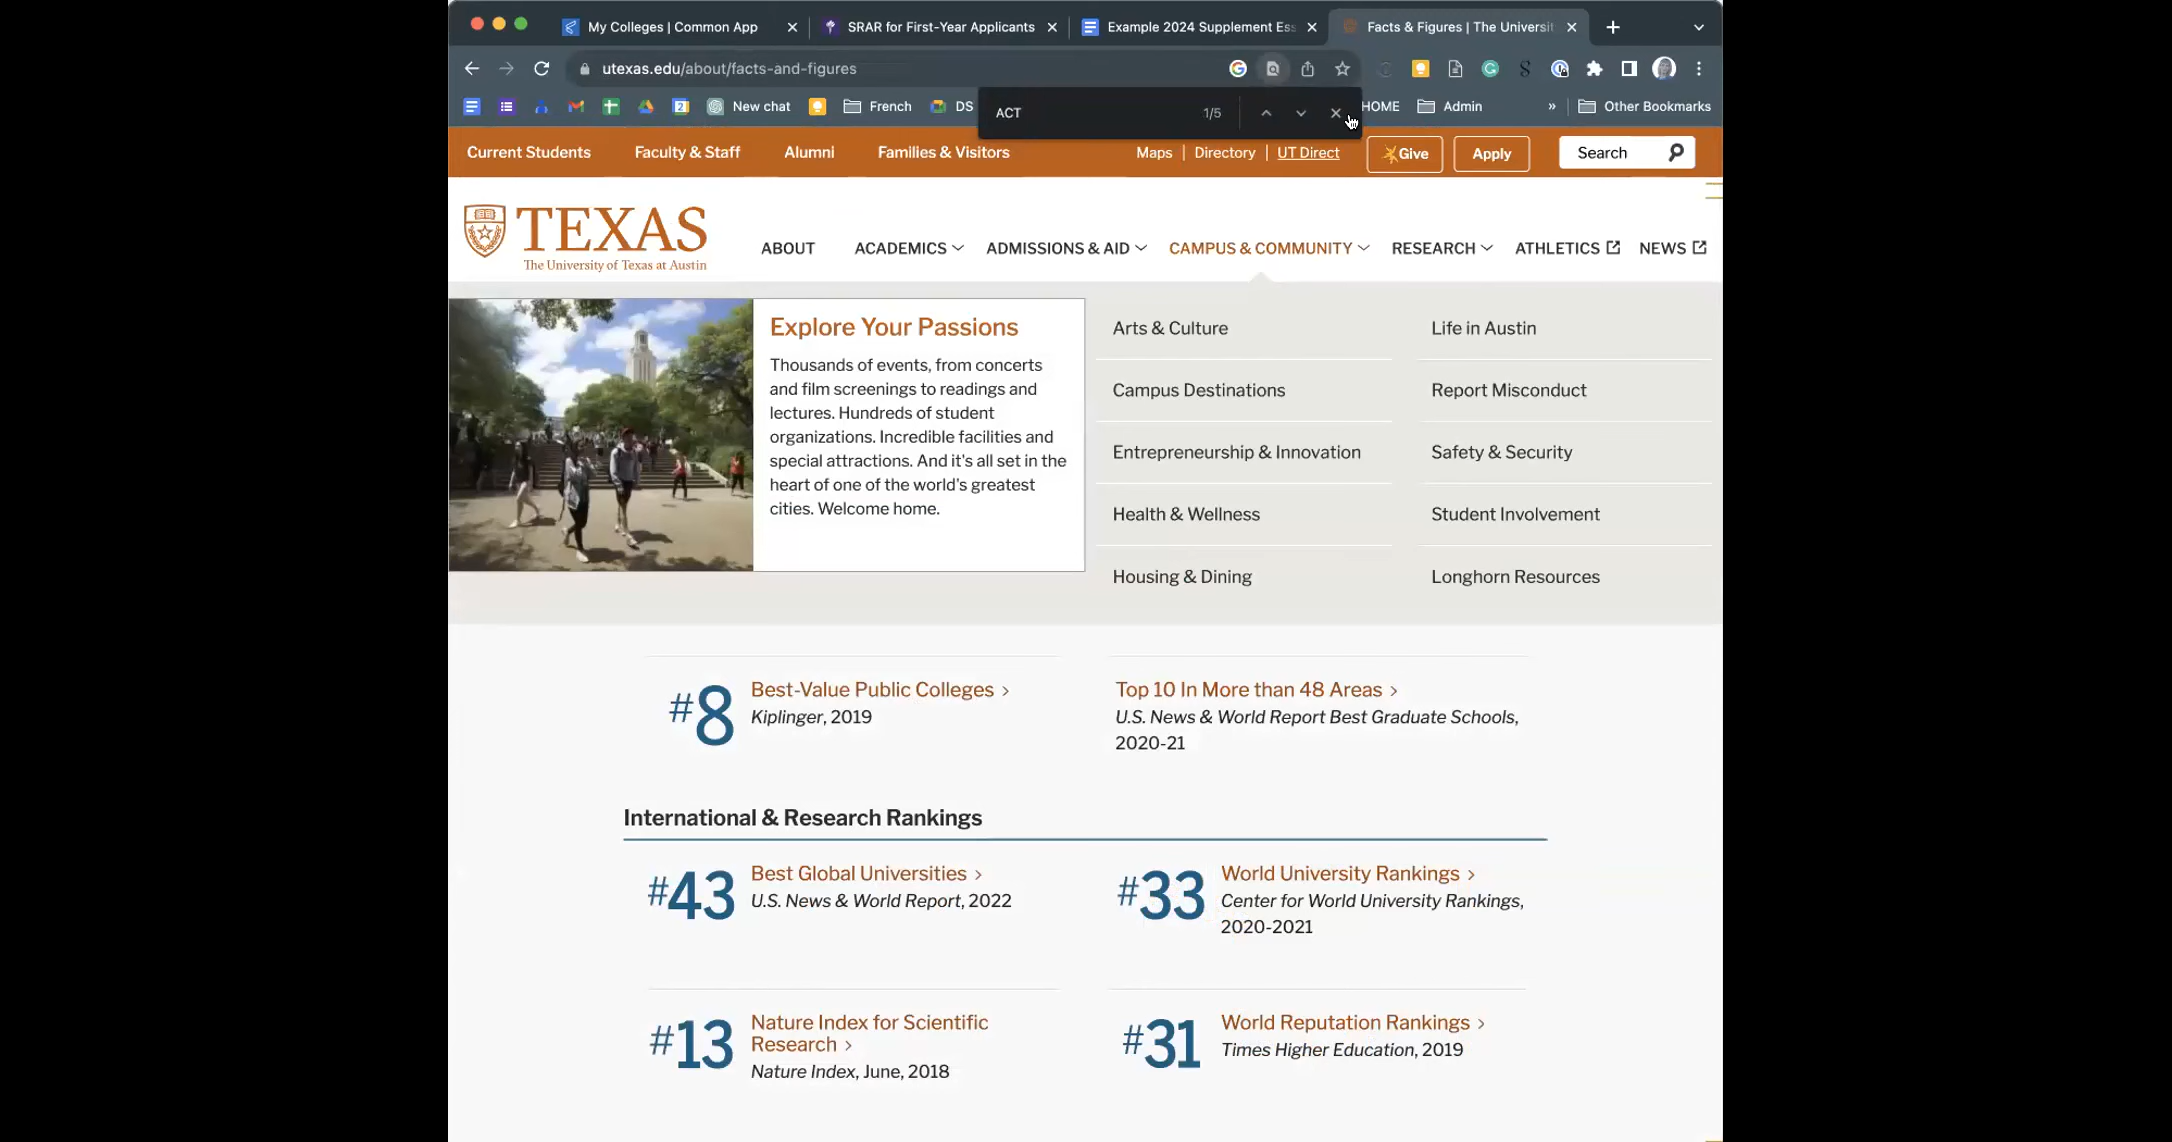 My Colleges | Common App
SRAR for First-Year Applicants
Example 2024 Supplement Ess
Facts & Figures | The Universit
utexas.edu/about/facts-and-figures
New chat
French
DS
HOME
Admin
»
Other Bookmarks
ACT 1/5
Current Students
Faculty & Staff
Alumni
Families & Visitors
Maps | Directory | UT Direct
Give
Apply
Search
TEXAS
The University of Texas at Austin
ABOUT
ACADEMICS
ADMISSIONS & AID
CAMPUS & COMMUNITY
RESEARCH
ATHLETICS
NEWS
Explore Your Passions
Thousands of events, from concerts
and film screenings to readings and
lectures. Hundreds of student
organizations. Incredible facilities and
special attractions. And it's all set in the
heart of one of the world's greatest
cities. Welcome home.
Arts & Culture
Campus Destinations
Entrepreneurship & Innovation
Health & Wellness
Housing & Dining
Life in Austin
Report Misconduct
Safety & Security
Student Involvement
Longhorn Resources
#8
Best-Value Public Colleges >
Kiplinger, 2019
Top 10 In More than 48 Areas >
U.S. News & World Report Best Graduate Schools,
2020-21
International & Research Rankings
#43
Best Global Universities >
U.S. News & World Report, 2022
#33
World University Rankings >
Center for World University Rankings,
2020-2021
#13
Nature Index for Scientific
Research >
Nature Index, June, 2018
#31
World Reputation Rankings >
Times Higher Education, 2019